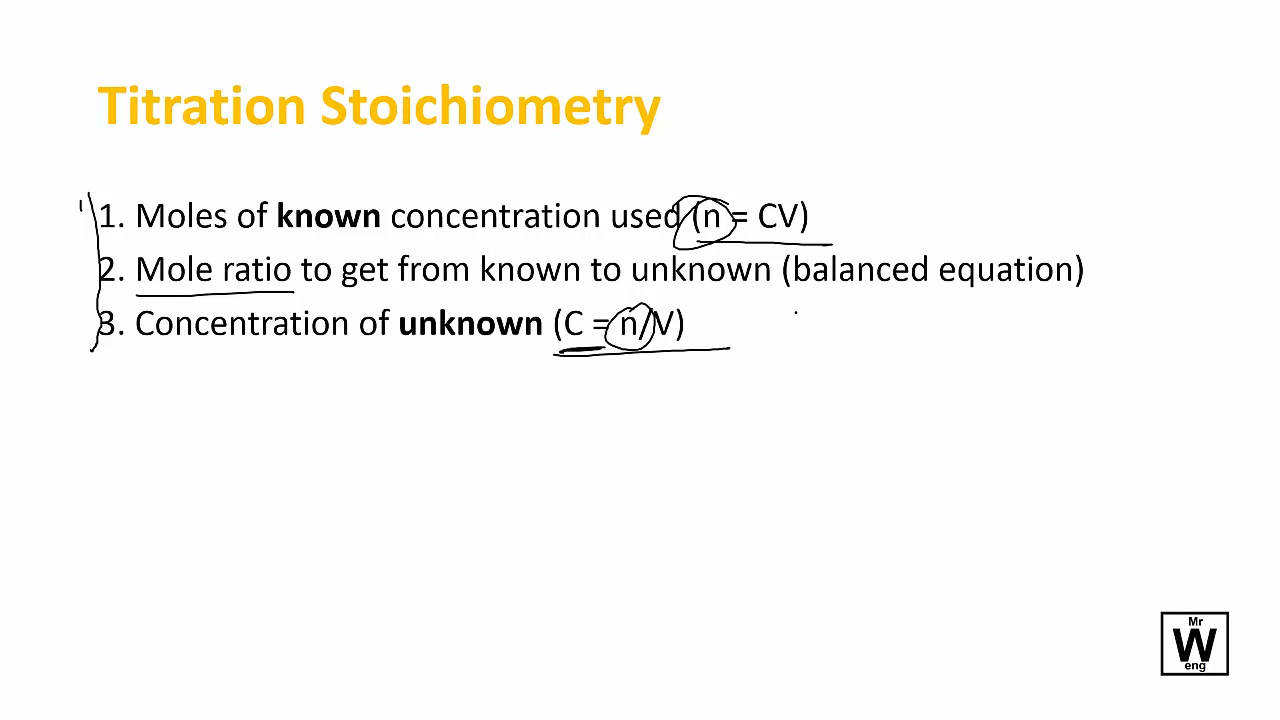 Titration Stoichiometry
1. Moles of known concentration used (n = CV)
2. Mole ratio to get from known to unknown (balanced equation)
3. Concentration of unknown (C = n/V)
Mr
W
eng